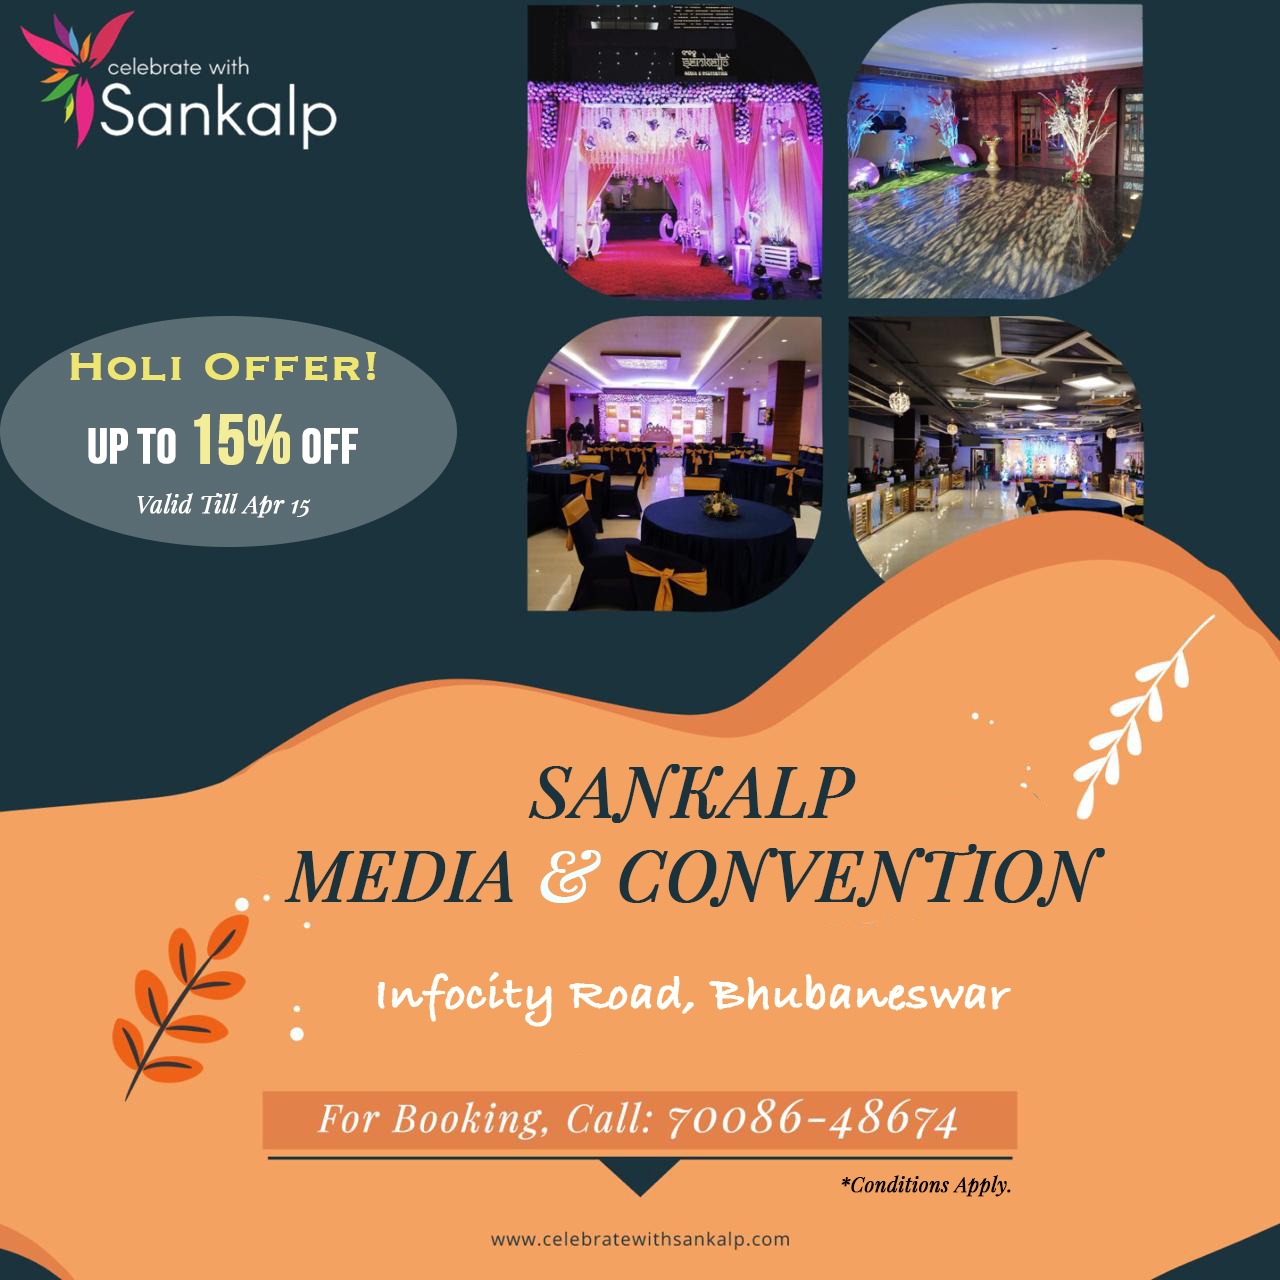 celebrate with
Sankalp
Sankalp
HOLI OFFER!
UP TO 15% OFF
Valid Till Apr 15
SANKALP
MEDIA & CONVENTION
Infocity Road, Bhubaneswar
For Booking, Call: 70086-48674
*Conditions Apply.
www.celebratewithsankalp.com